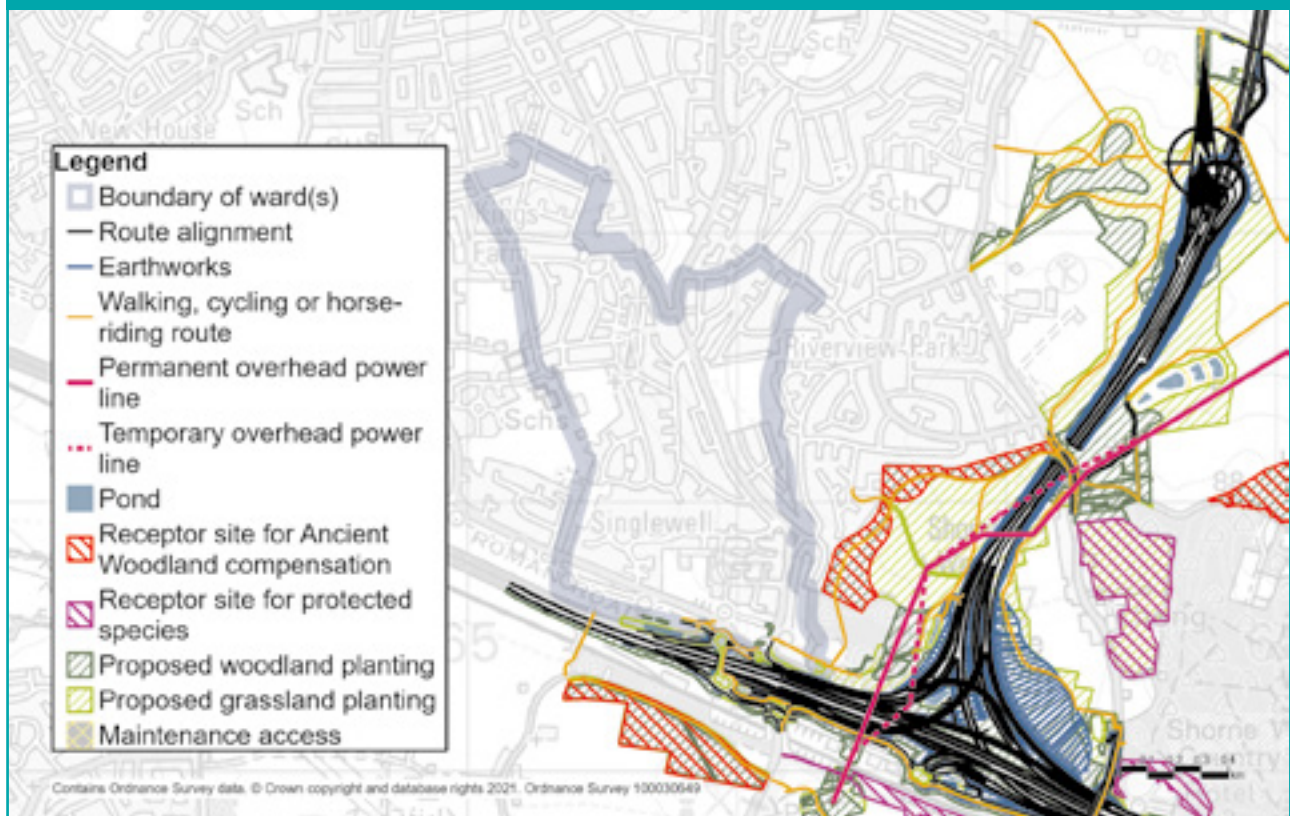 Sch
Sch
New House
Legend
Boundary of ward(s)
Route alignment
Earthworks
Walking, cycling or horse-
riding route
Permanent overhead power
line
Temporary overhead power
line
Pond
Receptor site for Ancient
Woodland compensation
Receptor site for protected
species
Proposed woodland planting
Proposed grassland planting
Maintenance access
Sch
Riverview Park
Schs
Singlewell
Shorne W
Contains Ordnance Survey data. © Crown copyright and database rights 2021. Ordnance Survey 100030649